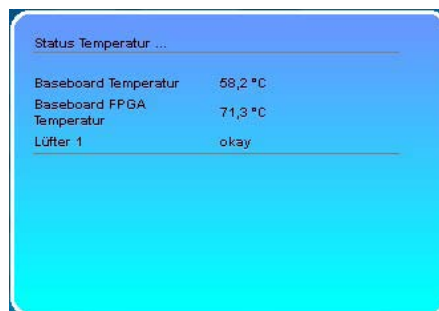 Status Temperatur ...
Baseboard Temperatur 58,2 °C
Baseboard FPGA
Temperatur 71,3 °C
Lüfter 1 okay